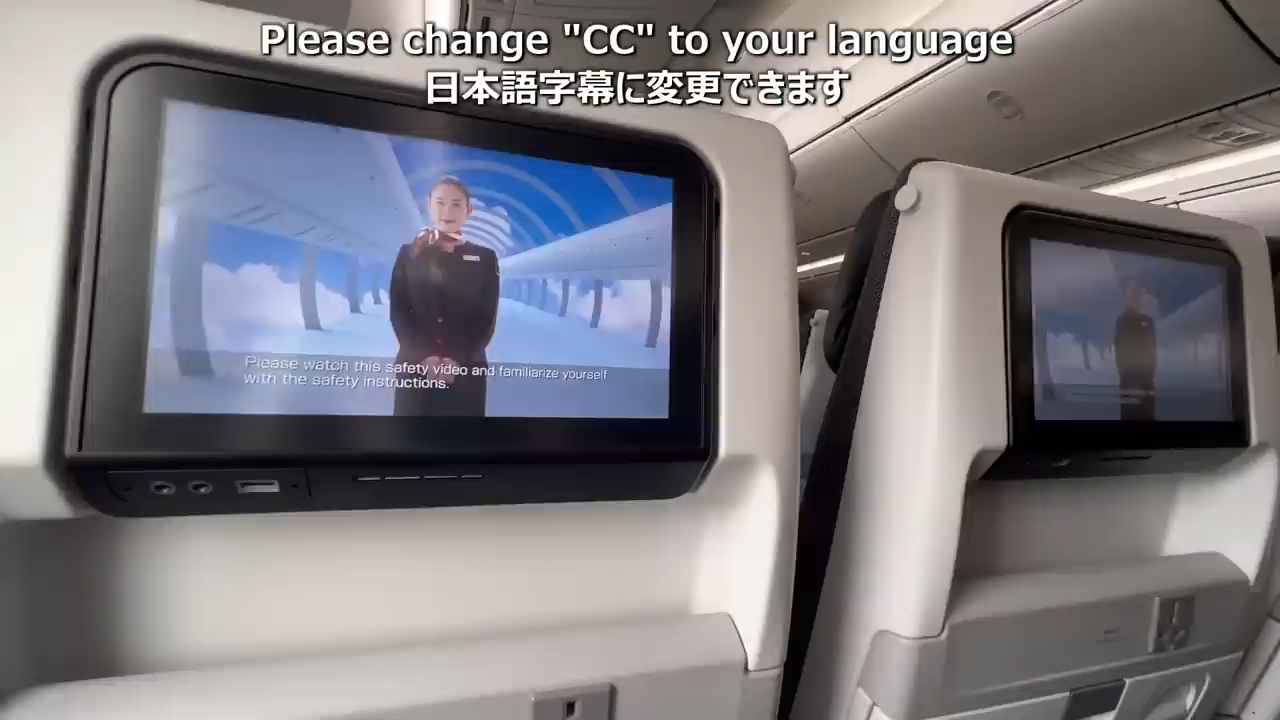 Please change "CC" to your language
日本語字幕に変更できます
Please watch this safety video and familiarize yourself
with the safety instructions.